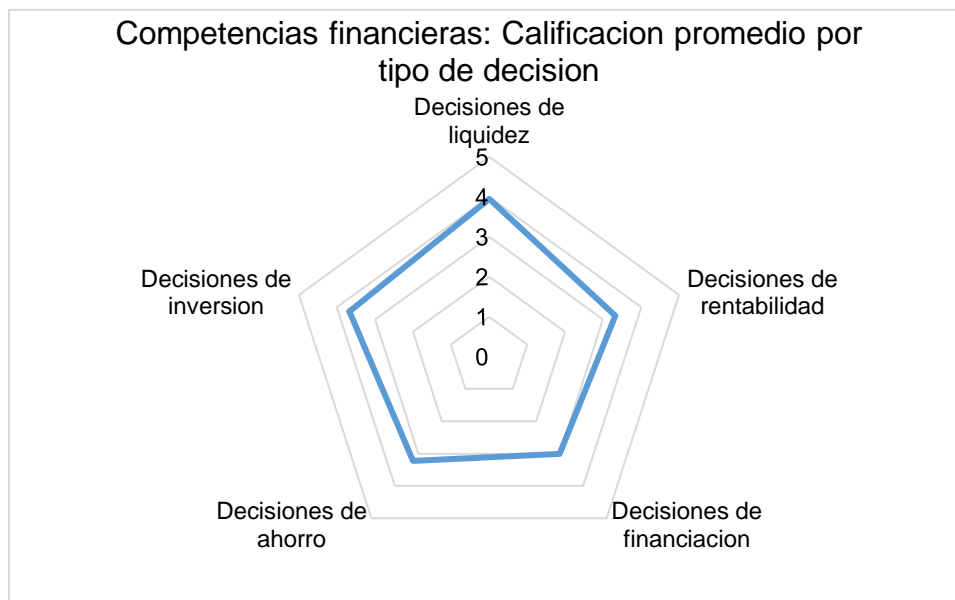 Competencias financieras: Calificacion promedio por
tipo de decision
Decisiones de
liquidez
5
4
3
2
1
0
Decisiones de
rentabilidad
Decisiones de
financiacion
Decisiones de
ahorro
Decisiones de
inversion